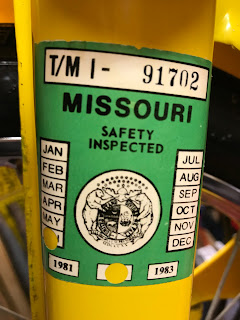 T/M I- 91702
MISSOURI
SAFETY
INSPECTED
JAN
FEB
MAR
APR
MAY
JUL
AUG
SEP
OCT
NOV
DEC
1981
1983